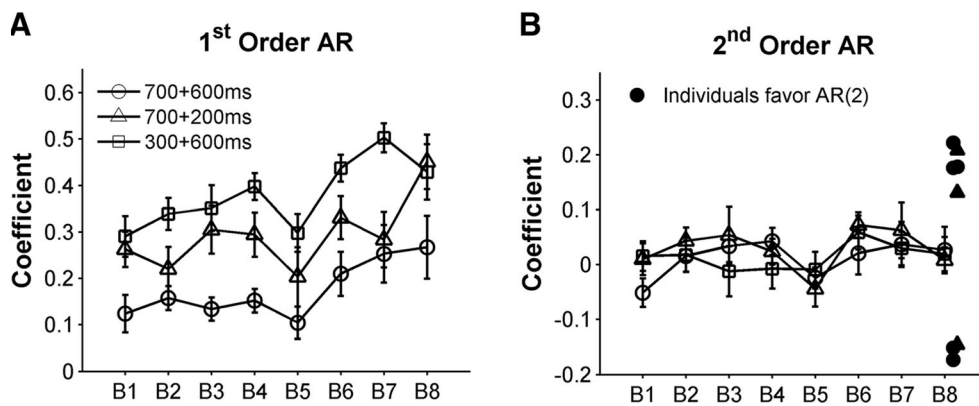 A
1st Order AR
0.6
0.5
0.4
0.3
0.2
0.1
0
Coefficient
700+600ms
700+200ms
300+600ms
B1 B2 B3 B4 B5 B6 B7 B8
B
2nd Order AR
0.3
0.2
0.1
0
-0.1
-0.2
Coefficient
Individuals favor AR(2)
B1 B2 B3 B4 B5 B6 B7 B8